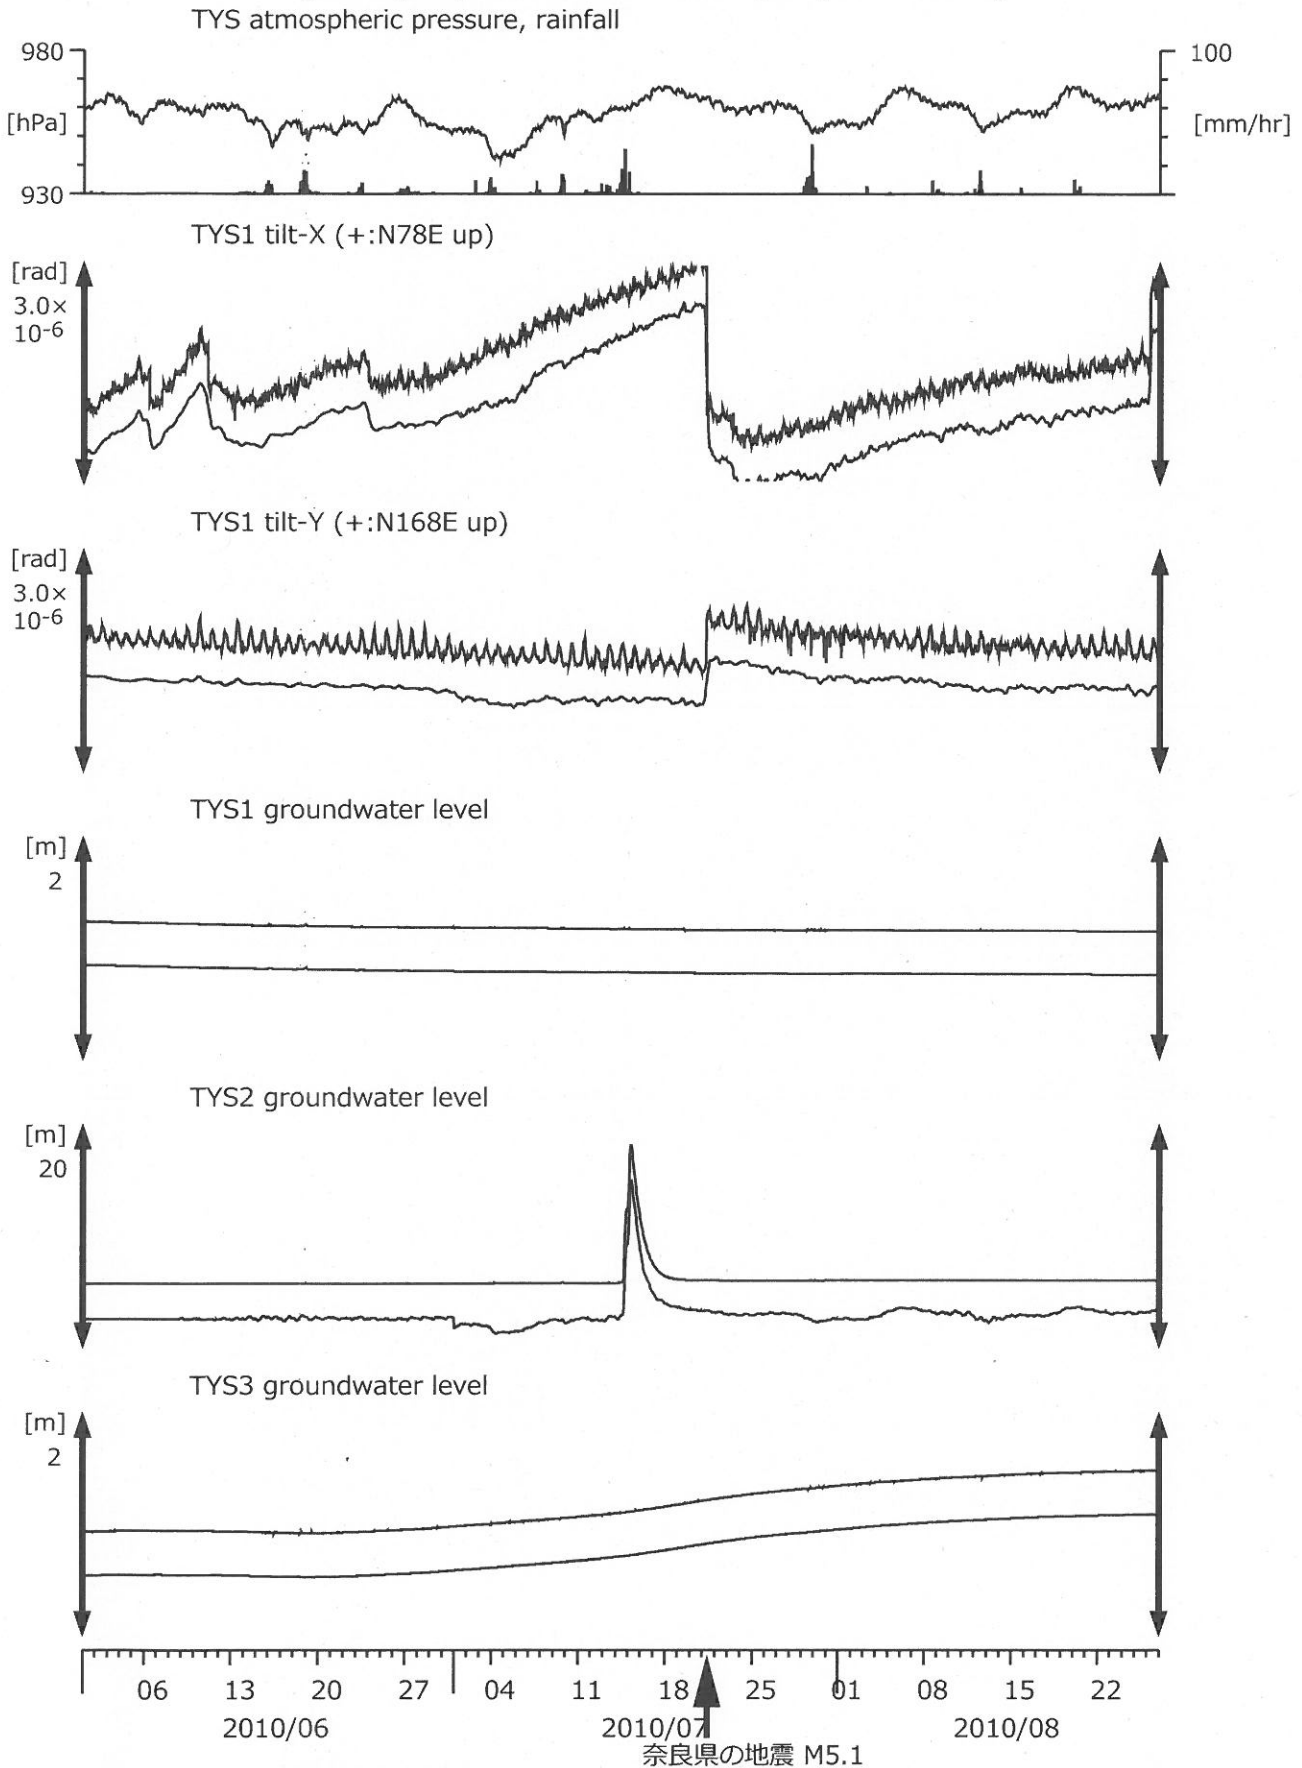 TYS atmospheric pressure, rainfall
980
100
[hPa]
[mm/hr]
930
TYS1 tilt-X (+:N78E up)
[rad]
3.0×
10-6
TYS1 tilt-Y (+:N168E up)
[rad]
3.0×
10-6
TYS1 groundwater level
[m]
2
TYS2 groundwater level
[m]
20
TYS3 groundwater level
[m]
2
06 13 20 27 04 11 18 25 01 08 15 22
2010/06 2010/07 2010/08
奈良県の地震 M5.1